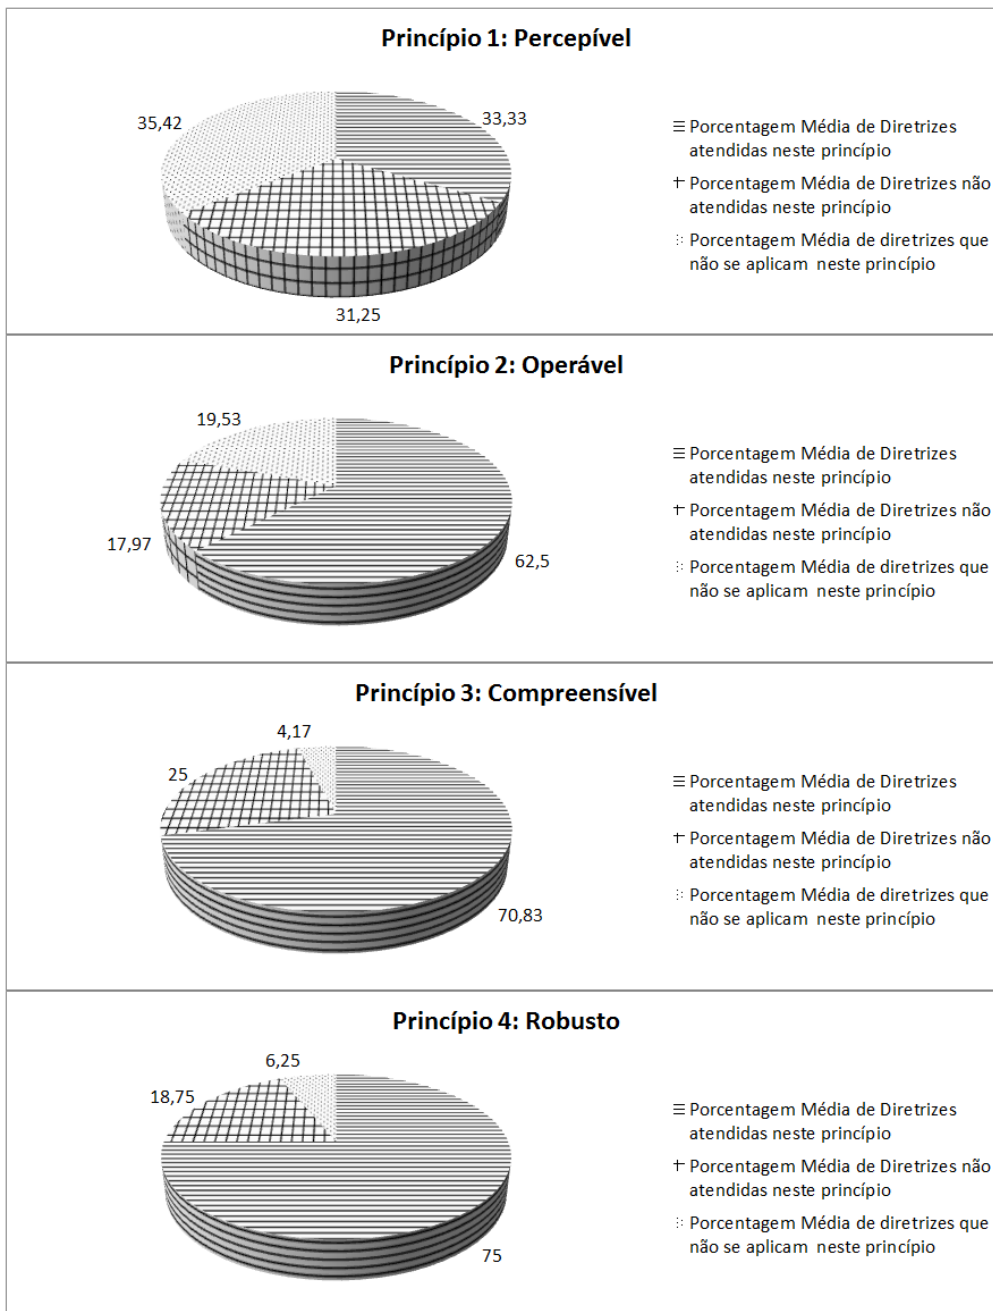 Princípio 1: Percepível
35,42
33,33
31,25
Porcentagem Média de Diretrizes
atendidas neste princípio
Porcentagem Média de Diretrizes não
atendidas neste princípio
Porcentagem Média de diretrizes que
não se aplicam neste princípio
Princípio 2: Operável
19,53
17,97
62,5
Porcentagem Média de Diretrizes
atendidas neste princípio
Porcentagem Média de Diretrizes não
atendidas neste princípio
Porcentagem Média de diretrizes que
não se aplicam neste princípio
Princípio 3: Compreensível
4,17
25
70,83
Porcentagem Média de Diretrizes
atendidas neste princípio
Porcentagem Média de Diretrizes não
atendidas neste princípio
Porcentagem Média de diretrizes que
não se aplicam neste princípio
Princípio 4: Robusto
6,25
18,75
75
Porcentagem Média de Diretrizes
atendidas neste princípio
Porcentagem Média de Diretrizes não
atendidas neste princípio
Porcentagem Média de diretrizes que
não se aplicam neste princípio